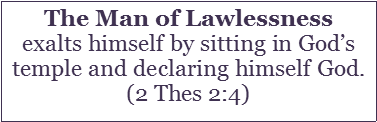 The Man of Lawlessness
exalts himself by sitting in God’s
temple and declaring himself God.
(2 Thes 2:4)